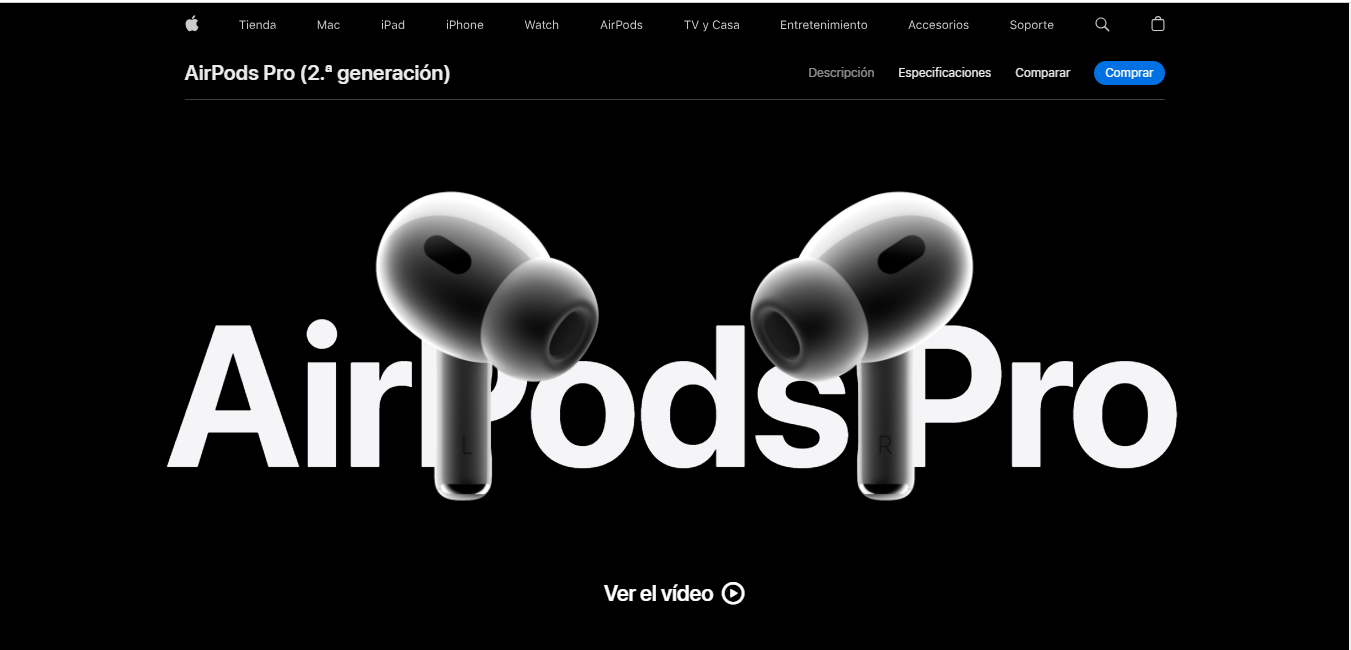 Tienda Mac iPad iPhone Watch AirPods TV y Casa Entretenimiento Accesorios Soporte
AirPods Pro (2.ª generación) Descripción Especificaciones Comparar Comprar
AirPods Pro
L R
Ver el vídeo